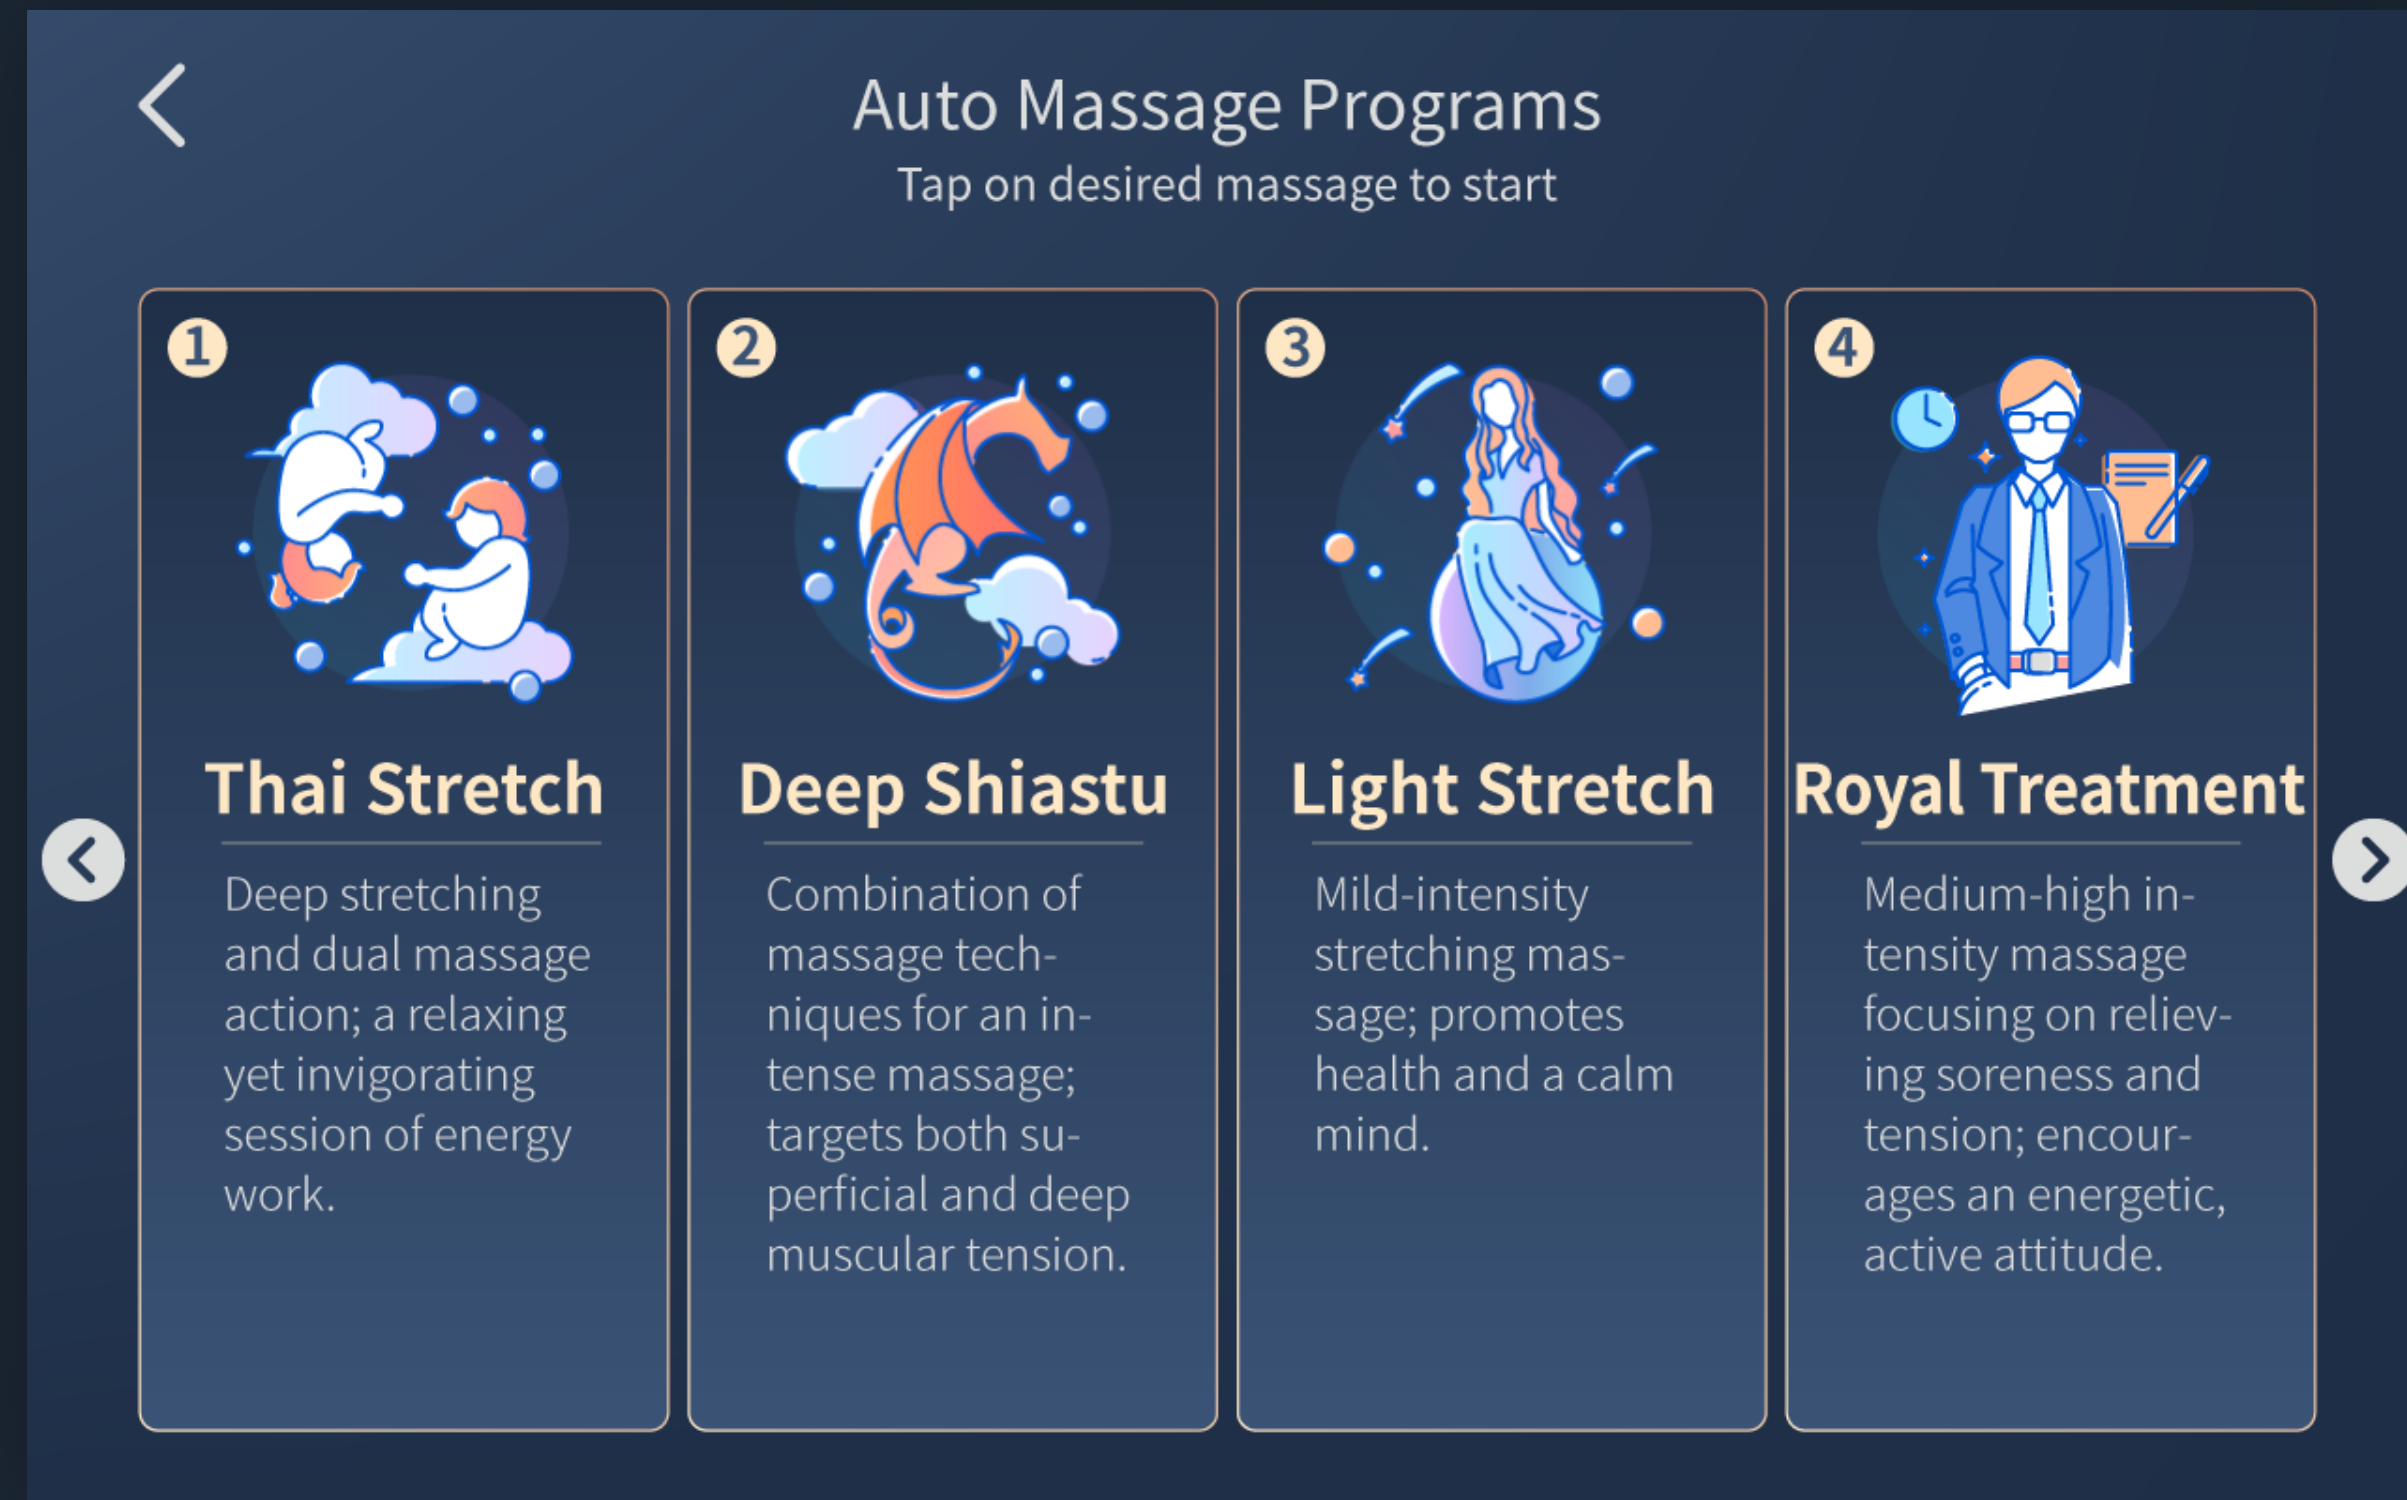 Auto Massage Programs
Tap on desired massage to start
1
Thai Stretch
Deep stretching
and dual massage
action; a relaxing
yet invigorating
session of energy
work.
2
Deep Shiastu
Combination of
massage tech-
niques for an in-
tense massage;
targets both su-
perficial and deep
muscular tension.
3
Light Stretch
Mild-intensity
stretching mas-
sage; promotes
health and a calm
mind.
4
Royal Treatment
Medium-high in-
tensity massage
focusing on reliev-
ing soreness and
tension; encour-
ages an energetic,
active attitude.